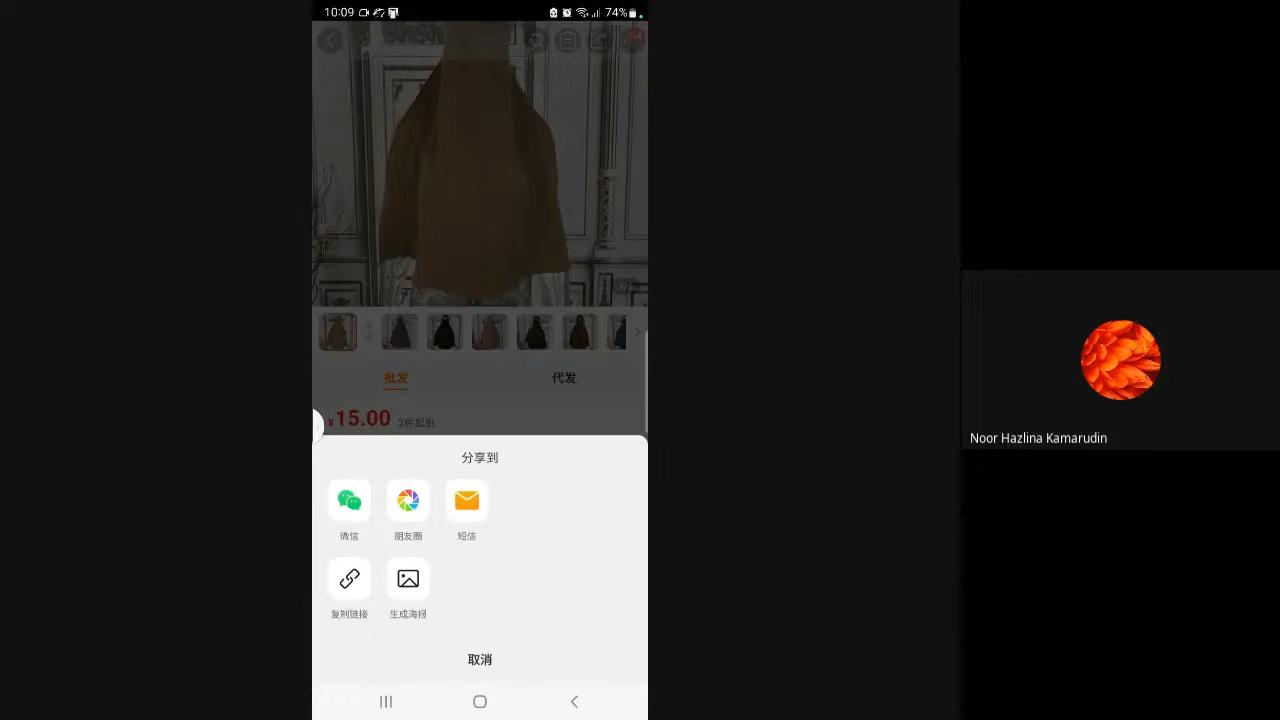 10:09
74%
批发
代发
¥15.00 2件起批
分享到
微信
朋友圈
短信
复制链接
生成海报
取消
Noor Hazlina Kamarudin